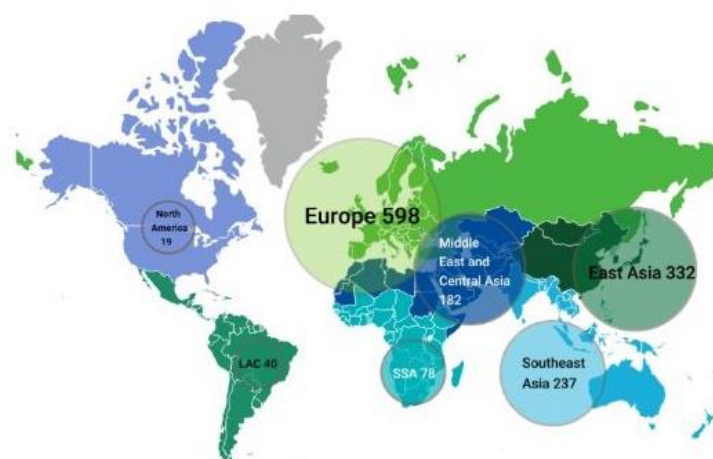 North
America
19
Europe 598
Middle
East and
Central Asia
182
East Asia 332
LAC 40
SSA 78
Southeast
Asia 237